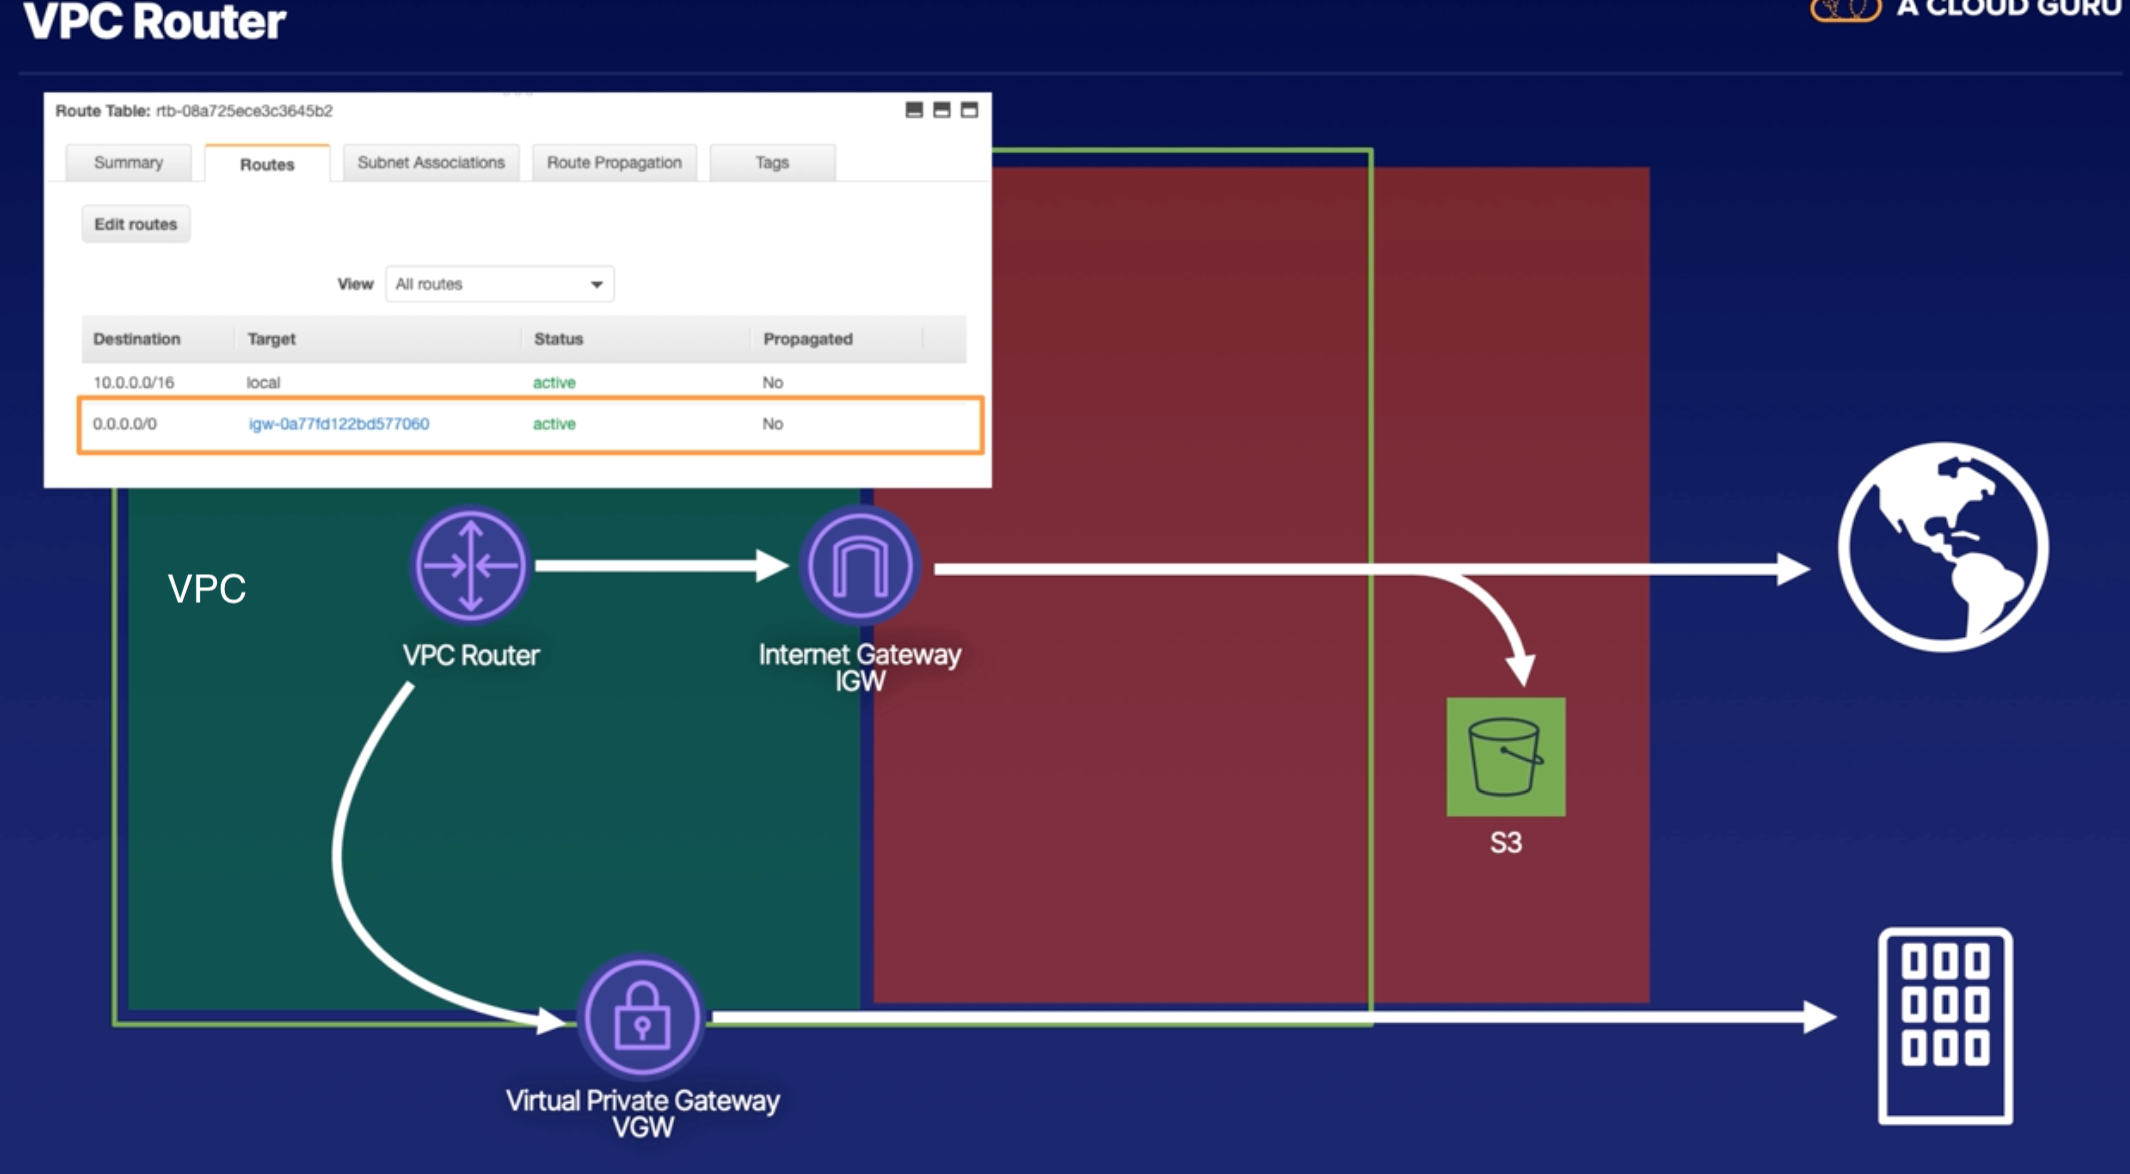 VPC Router
A CLOUD GURU
Route Table: rtb-08a725ece3c3645b2
Summary
Routes
Subnet Associations
Route Propagation
Tags
Edit routes
View
All routes
Destination
Target
Status
Propagated
10.0.0.0/16
local
active
No
0.0.0.0/0
igw-0a77fd122bd577060
active
No
VPC
VPC Router
Internet Gateway
IGW
S3
Virtual Private Gateway
VGW